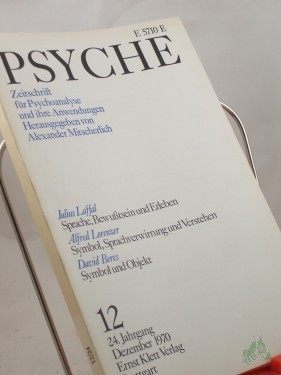 E 5710 E
PSYCHE
Zeitschrift
für Psychoanalyse
und ihre Anwendungen
Herausgegeben von
Alexander Mitscherlich
Julius Laffal
Sprache, Bewußtsein und Erleben
Alfred Lorenzer
Symbol, Sprachverwirrung und Verstehen
David Beres
Symbol und Objekt
12
24. Jahrgang
Dezember 1970
Ernst Klett Verlag
Stuttgart